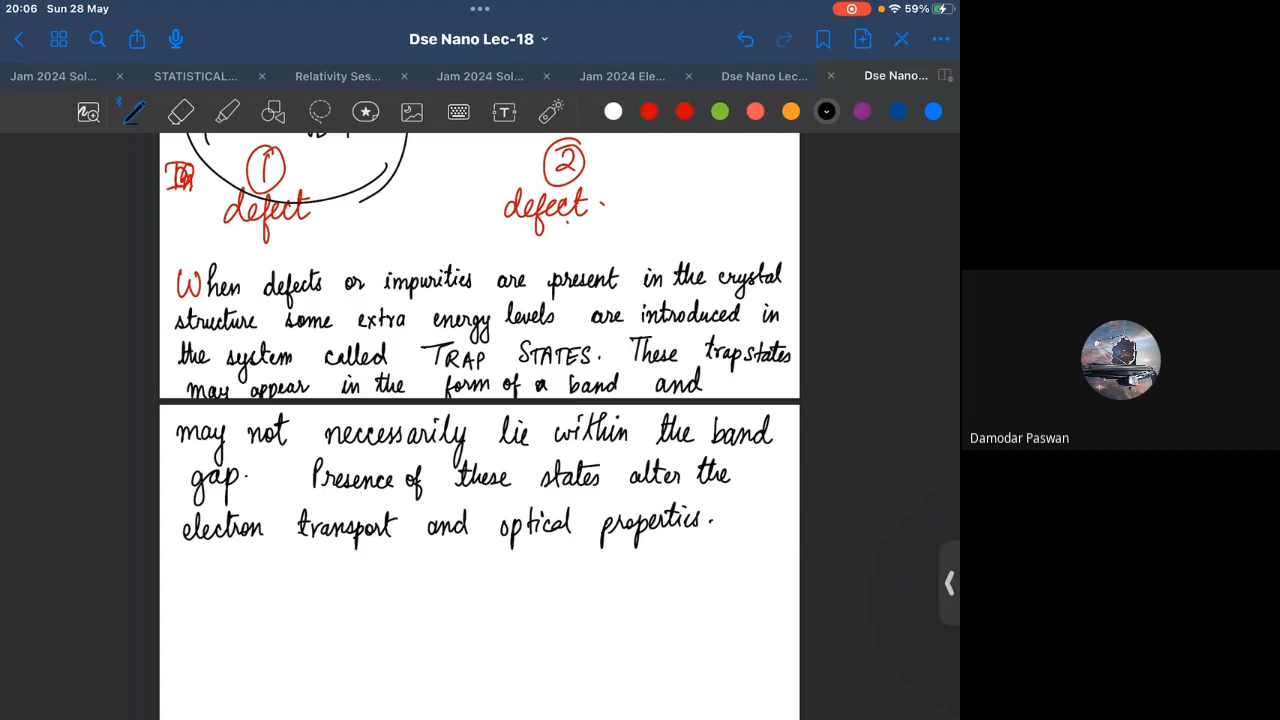 20:06 Sun 28 May
59%
Dse Nano Lec-18
Jam 2024 Sol...
STATISTICAL...
Relativity Ses...
Jam 2024 Sol...
Jam 2024 Ele...
Dse Nano Lec...
Dse Nano...
T
1
2
defect
defect.
When defects or impurities are present in the crystal
structure some extra energy levels are introduced in
the system called TRAP STATES. These trap states
may appear in the form of a band and
may not neccessarily lie within the band
gap. Presence of these states alter the
electron transport and optical properties.
Damodar Paswan